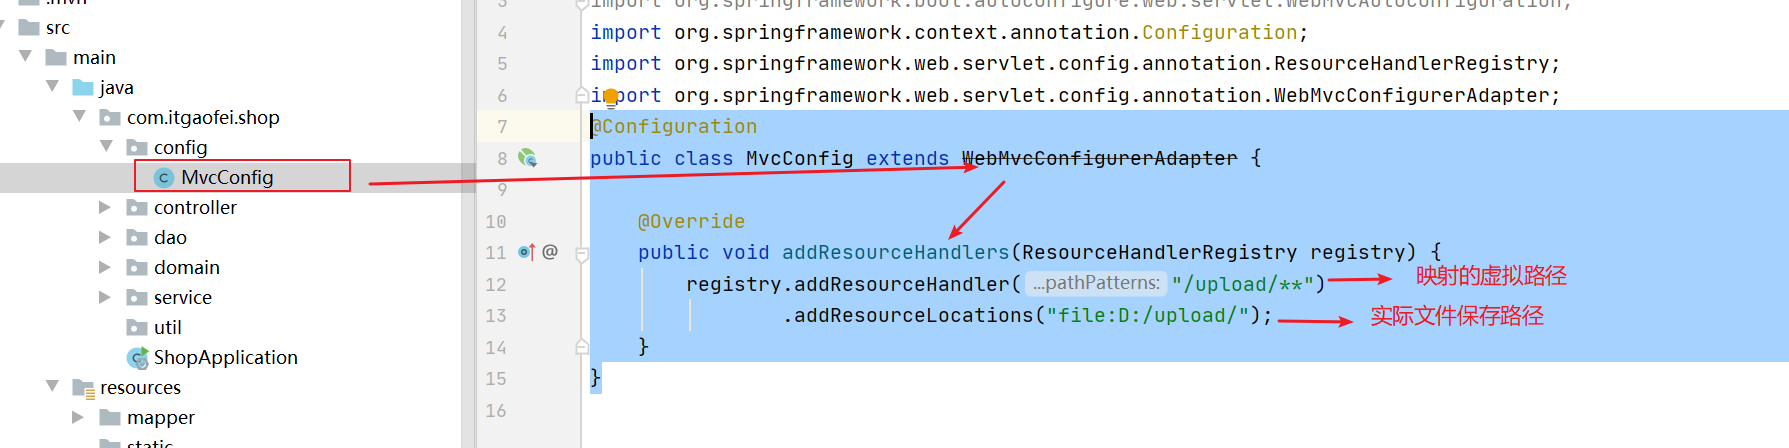 .mvn
src
main
java
com.itgaofei.shop
config
MvcConfig
controller
dao
domain
service
util
ShopApplication
resources
mapper
static
3 import org.springframework.boot.autoconfigure.web.servlet.WebMvcAutoConfiguration;
4 import org.springframework.context.annotation.Configuration;
5 import org.springframework.web.servlet.config.annotation.ResourceHandlerRegistry;
6 import org.springframework.web.servlet.config.annotation.WebMvcConfigurerAdapter;
7 @Configuration
8 public class MvcConfig extends WebMvcConfigurerAdapter {
9
10 @Override
11 @ public void addResourceHandlers(ResourceHandlerRegistry registry) {
12 registry.addResourceHandler( ...pathPatterns: "/upload/**") 映射的虚拟路径
13 .addResourceLocations("file:D:/upload/"); 实际文件保存路径
14 }
15 }
16